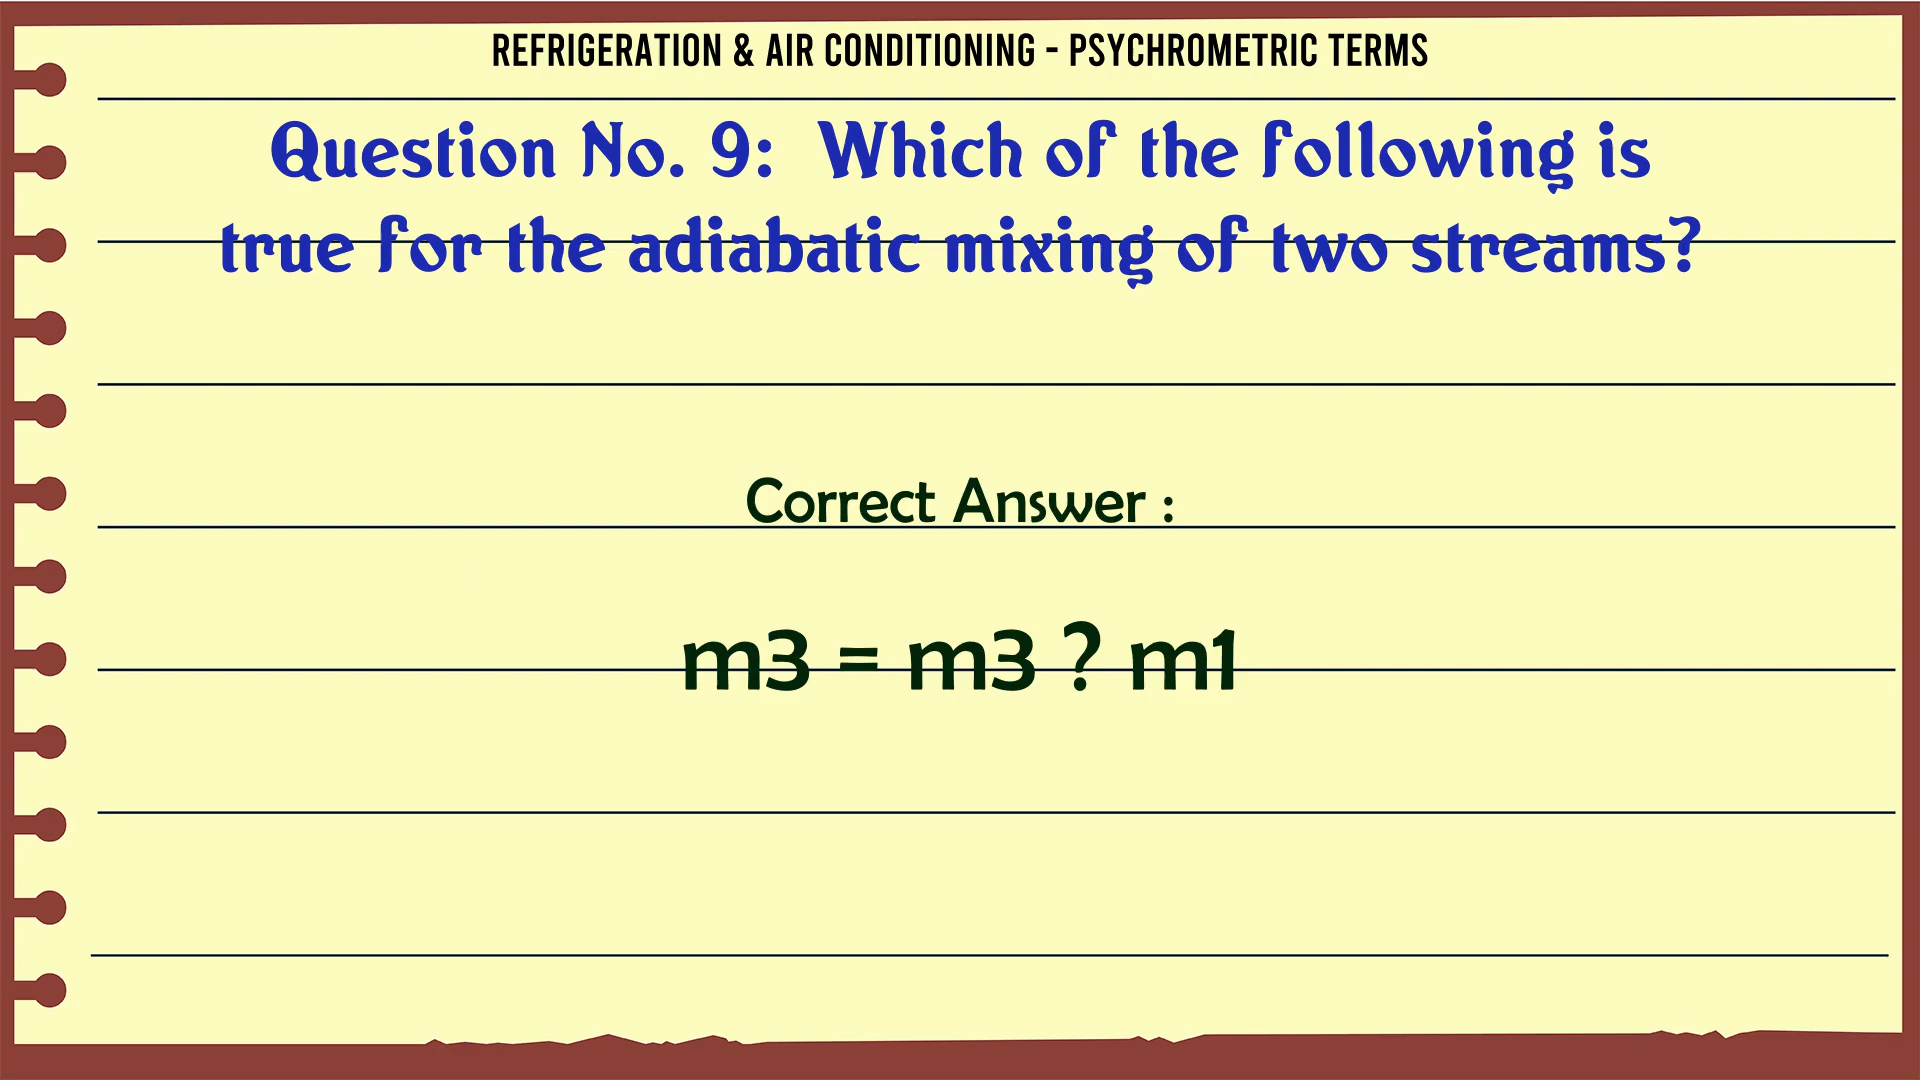 REFRIGERATION & AIR CONDITIONING - PSYCHROMETRIC TERMS
Question No. 9: Which of the following is
true for the adiabatic mixing of two streams?
Correct Answer :
m3 = m3 ? m1